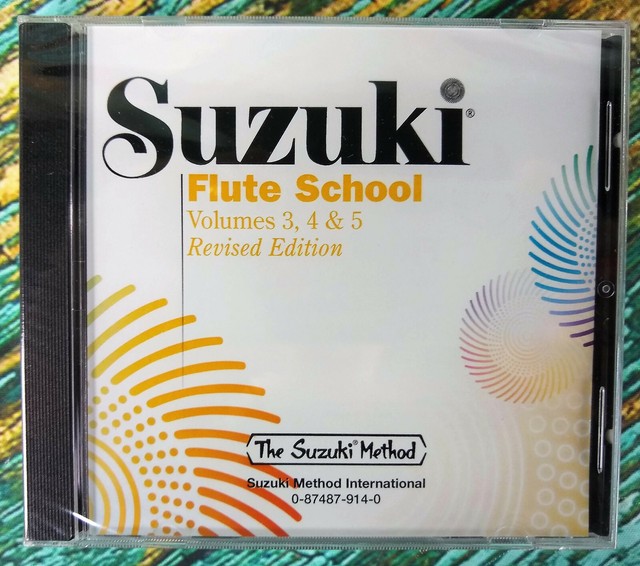 Suzuki®
Flute School
Volumes 3, 4 & 5
Revised Edition
The Suzuki® Method
Suzuki Method International
0-87487-914-0